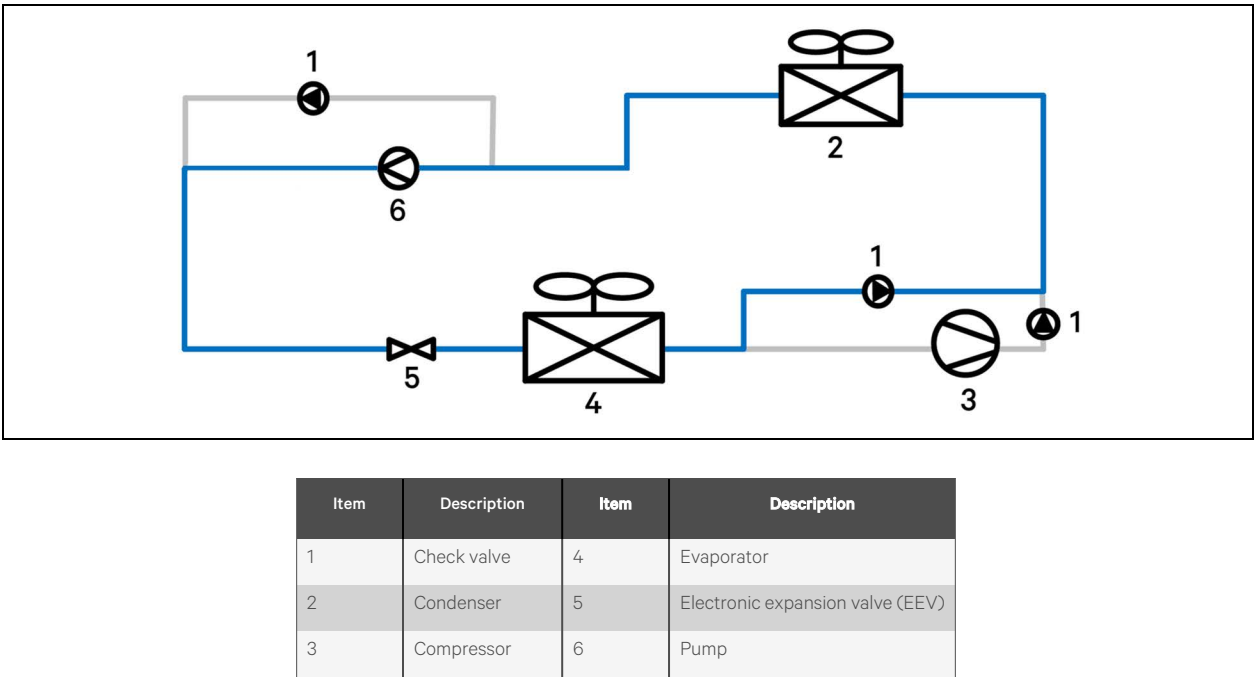 1
2
6
1
1
5
4
3
Item Description Item Description
1 Check valve 4 Evaporator
2 Condenser 5 Electronic expansion valve (EEV)
3 Compressor 6 Pump